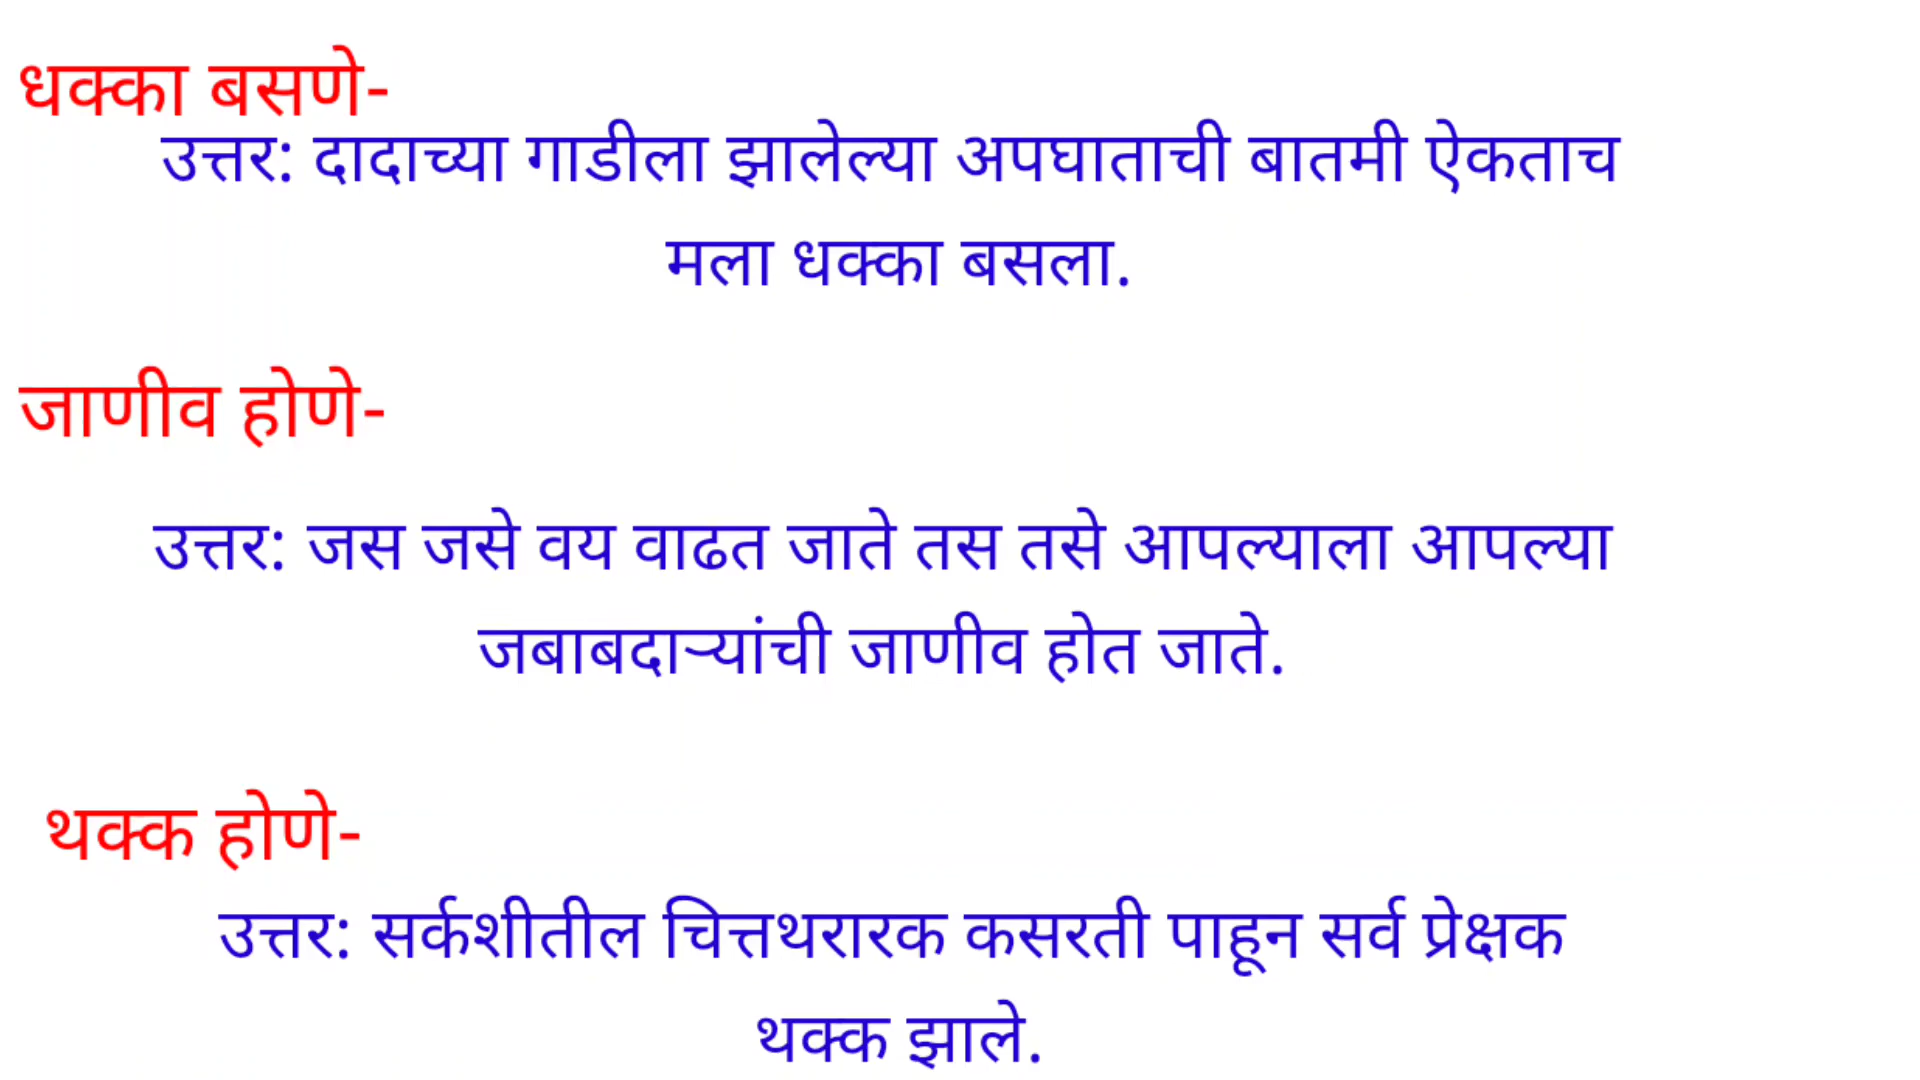 धक्का बसणे-
उत्तर: दादाच्या गाडीला झालेल्या अपघाताची बातमी ऐकताच
मला धक्का बसला.
जाणीव होणे-
उत्तर: जस जसे वय वाढत जाते तस तसे आपल्याला आपल्या
जबाबदाऱ्यांची जाणीव होत जाते.
थक्क होणे-
उत्तर: सर्कशीतील चित्तथरारक कसरती पाहून सर्व प्रेक्षक
थक्क झाले.